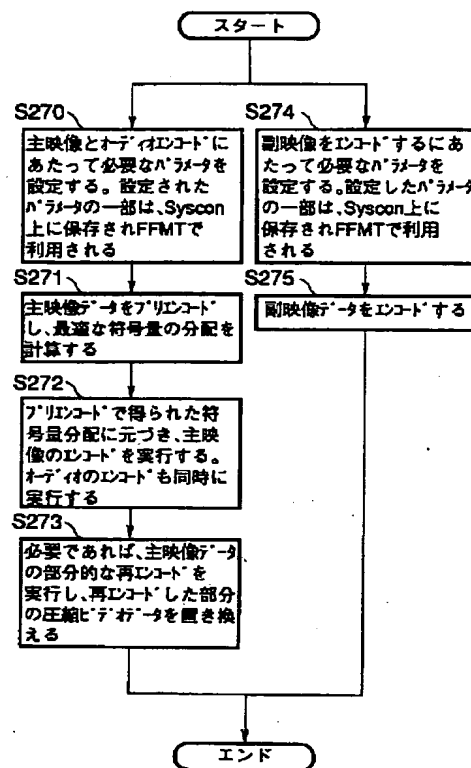 スタート
S270
主映像とオーディオエンコードに
あたって必要なパラメータを
設定する。設定された
パラメータの一部は、Syscon
上に保存されFFMTで
利用される
S271
主映像データをプリエンコード
し、最適な符号量の分配を
計算する
S272
プリエンコードで得られた符
号量分配に元づき、主映
像のエンコードを実行する。
オーディオのエンコードも同時に
実行する
S273
必要であれば、主映像データ
の部分的な再エンコードを
実行し、再エンコードした部分
の圧縮ビデオデータを置き換
える
S274
副映像をエンコードするにあ
たって必要なパラメータを
設定する。設定したパラメータ
の一部は、Syscon上に
保存されFFMTで利用
される
S275
副映像データをエンコードする
エンド